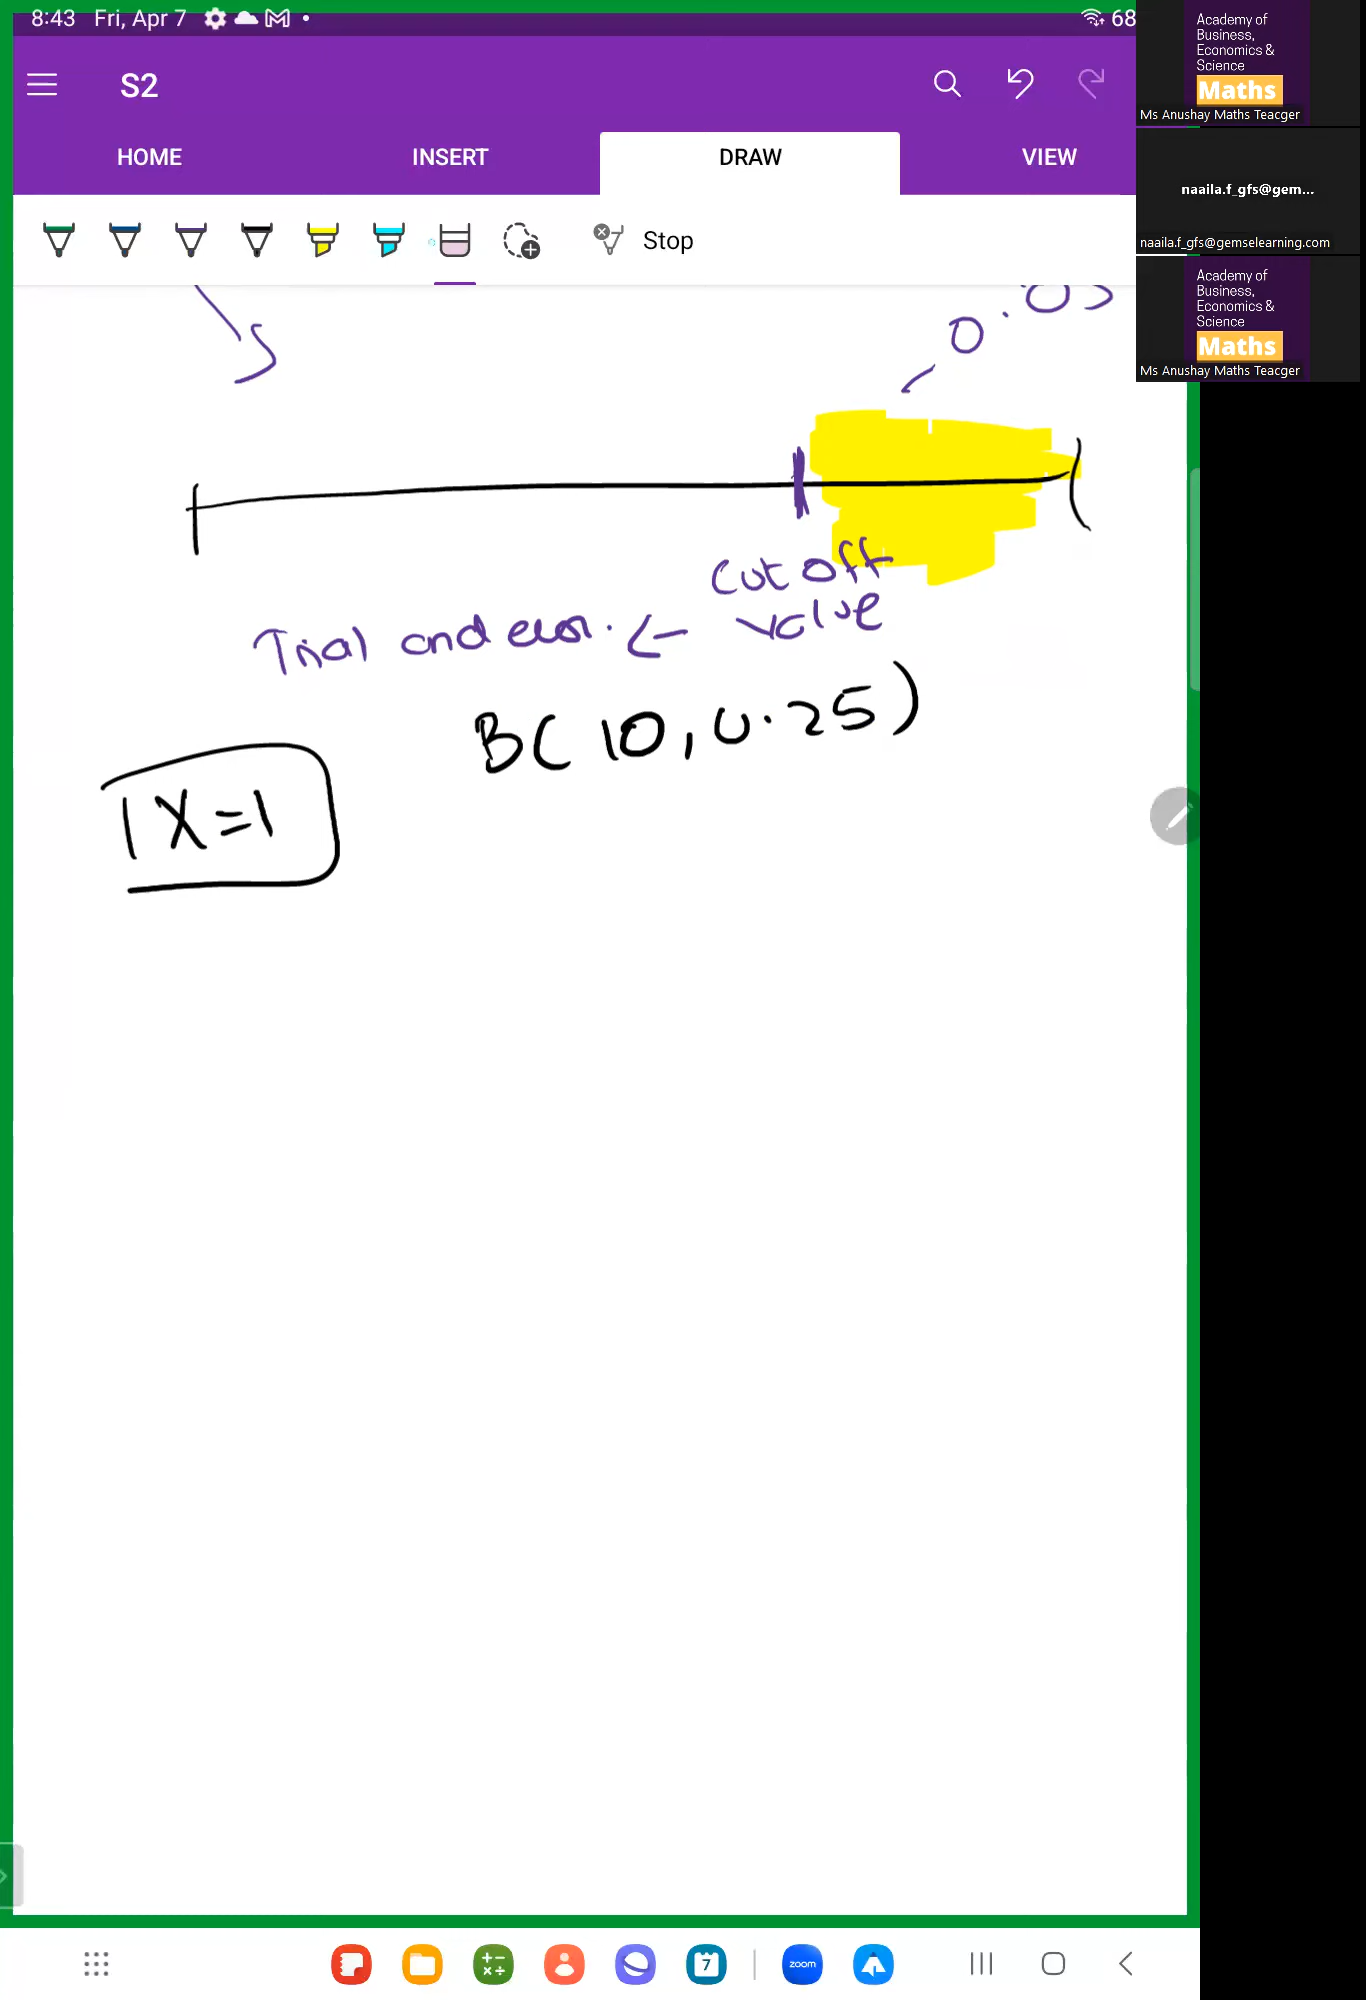 8:43 Fri, Apr 7
68
S2
HOME
INSERT
DRAW
VIEW
Stop
Academy of
Business,
Economics &
Science
Maths
Ms Anushay Maths Teacger
naaila.f_gfs@gem...
naaila.f_gfs@gemselearning.com
Academy of
Business,
Economics &
Science
Maths
Ms Anushay Maths Teacger
0.05
Cut off
value
Trial and error. ←
B( 10, 0.25)
X=1
7
zoom